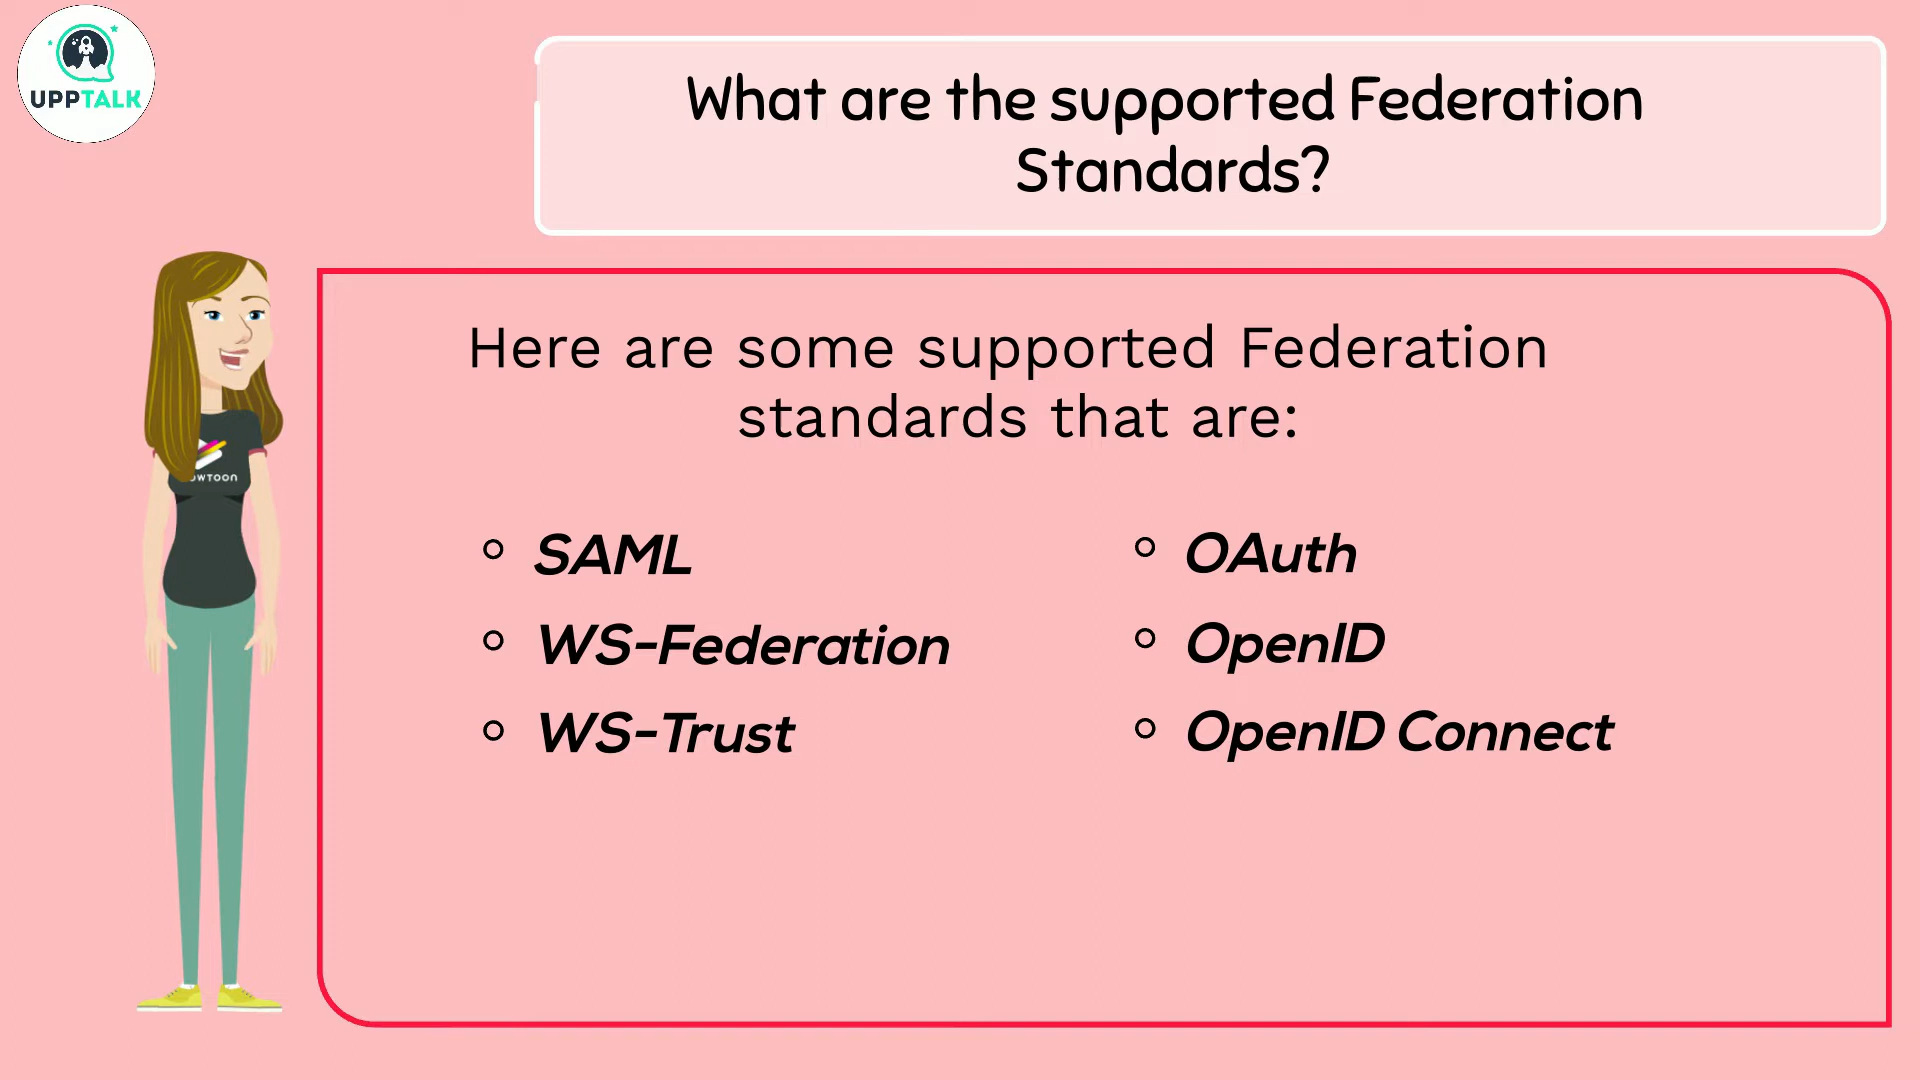 UPPTALK
What are the supported Federation
Standards?
Here are some supported Federation
standards that are:
SAML
WS-Federation
WS-Trust
OAuth
OpenID
OpenID Connect